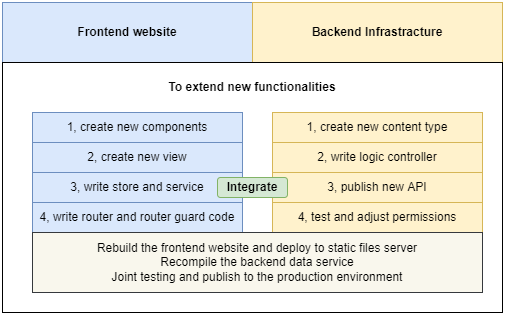 Frontend website
Backend Infrastracture
To extend new functionalities
1, create new components
2, create new view
3, write store and service
4, write router and router guard code
Integrate
1, create new content type
2, write logic controller
3, publish new API
4, test and adjust permissions
Rebuild the frontend website and deploy to static files server
Recompile the backend data service
Joint testing and publish to the production environment